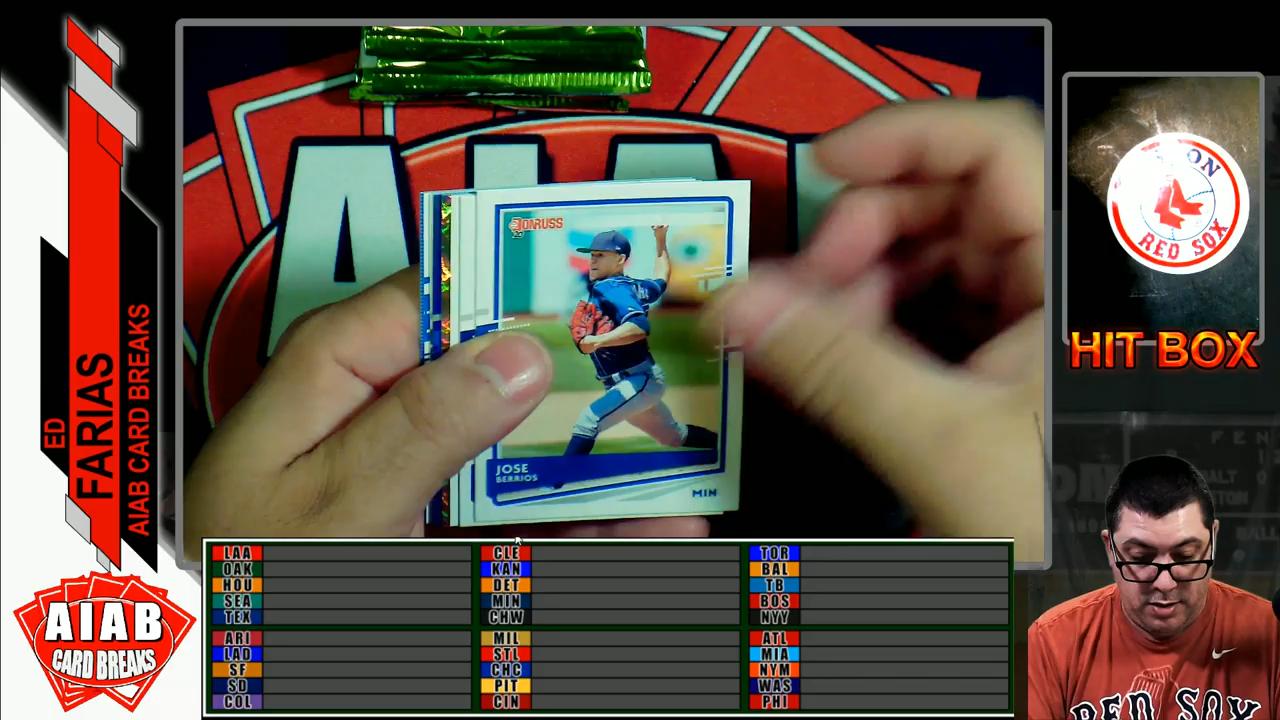 ED
FARIAS
AIAB CARD BREAKS
AIAB
CARD BREAKS
AIA
DONRUSS
JOSE
BERRIOS
MIN
RED SOX
HIT BOX
LAA
OAK
HOU
SEA
TEX
ARI
LAD
SF
SD
COL
CLE
KAN
DET
MIN
CHW
MIL
STL
CHC
PIT
CIN
TOR
BAL
TB
BOS
NYY
ATL
MIA
NYM
WAS
PHI
RED SOX